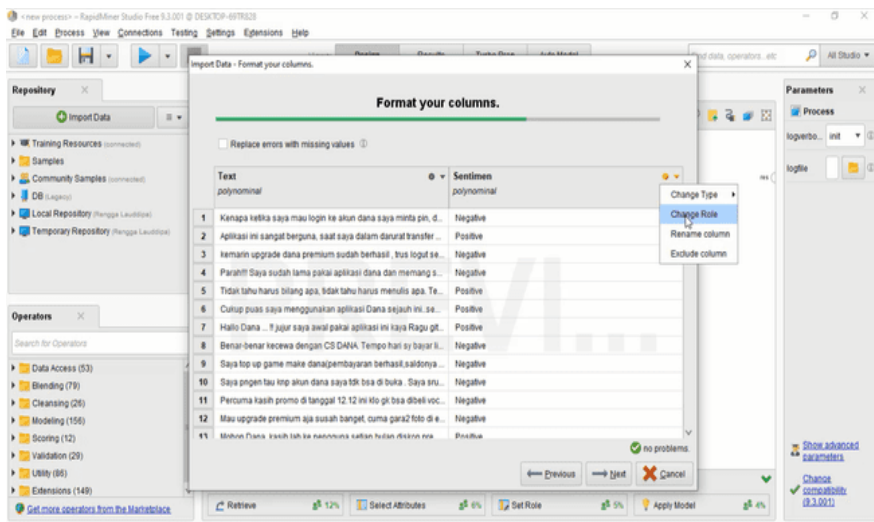 <new process> – RapidMiner Studio Free 9.3.001 @ DESKTOP-69TR828
File Edit Process View Connections Testing Settings Extensions Help
Design Results Turbo Prep Auto Model
find data, operators...etc
All Studio
Import Data - Format your columns.
Repository
Import Data
Training Resources (connected)
Samples
Community Samples (connected)
DB (Legacy)
Local Repository (Rangga Lauddipa)
Temporary Repository (Rangga Lauddipa)
Operators
Search for Operators
Data Access (53)
Blending (79)
Cleansing (26)
Modeling (156)
Scoring (12)
Validation (29)
Utility (86)
Extensions (149)
Get more operators from the Marketplace
Format your columns.
Replace errors with missing values
Text Sentimen
polynominal polynominal
1 Kenapa ketika saya mau login ke akun dana saya minta pin, d... Negative
2 Aplikasi ini sangat berguna, saat saya dalam darurat transfer ... Positive
3 kemarin upgrade dana premium sudah berhasil , trus logut se... Negative
4 Parah!!! Saya sudah lama pakai aplikasi dana dan memang s... Negative
5 Tidak tahu harus bilang apa, tidak tahu harus menulis apa. Te... Positive
6 Cukup puas saya menggunakan aplikasi Dana sejauh ini..se... Positive
7 Hallo Dana ... !! jujur saya awal pakai aplikasi ini kaya Ragu git... Positive
8 Benar-benar kecewa dengan CS DANA. Tempo hari sy bayar li... Negative
9 Saya top up game make dana(pembayaran berhasil,saldonya ... Negative
10 Saya pngen tau knp akun dana saya tdk bsa di buka . Saya sru... Negative
11 Percuma kasih promo di tanggal 12.12 ini klo gk bsa dibeli voc... Negative
12 Mau upgrade premium aja susah banget, cuma gara2 foto di e... Negative
13 Mohon Dana, kasih lah ke pengguna setiap bulan diskon pre... Positive
Change Type
Change Role
Rename column
Exclude column
PREVI...
no problems.
Previous Next Cancel
Parameters
Process
logverbo... init
logfile
res
Show advanced parameters
Change compatibility (9.3.001)
Retrieve 12% Select Attributes 6% Set Role 5% Apply Model 4%